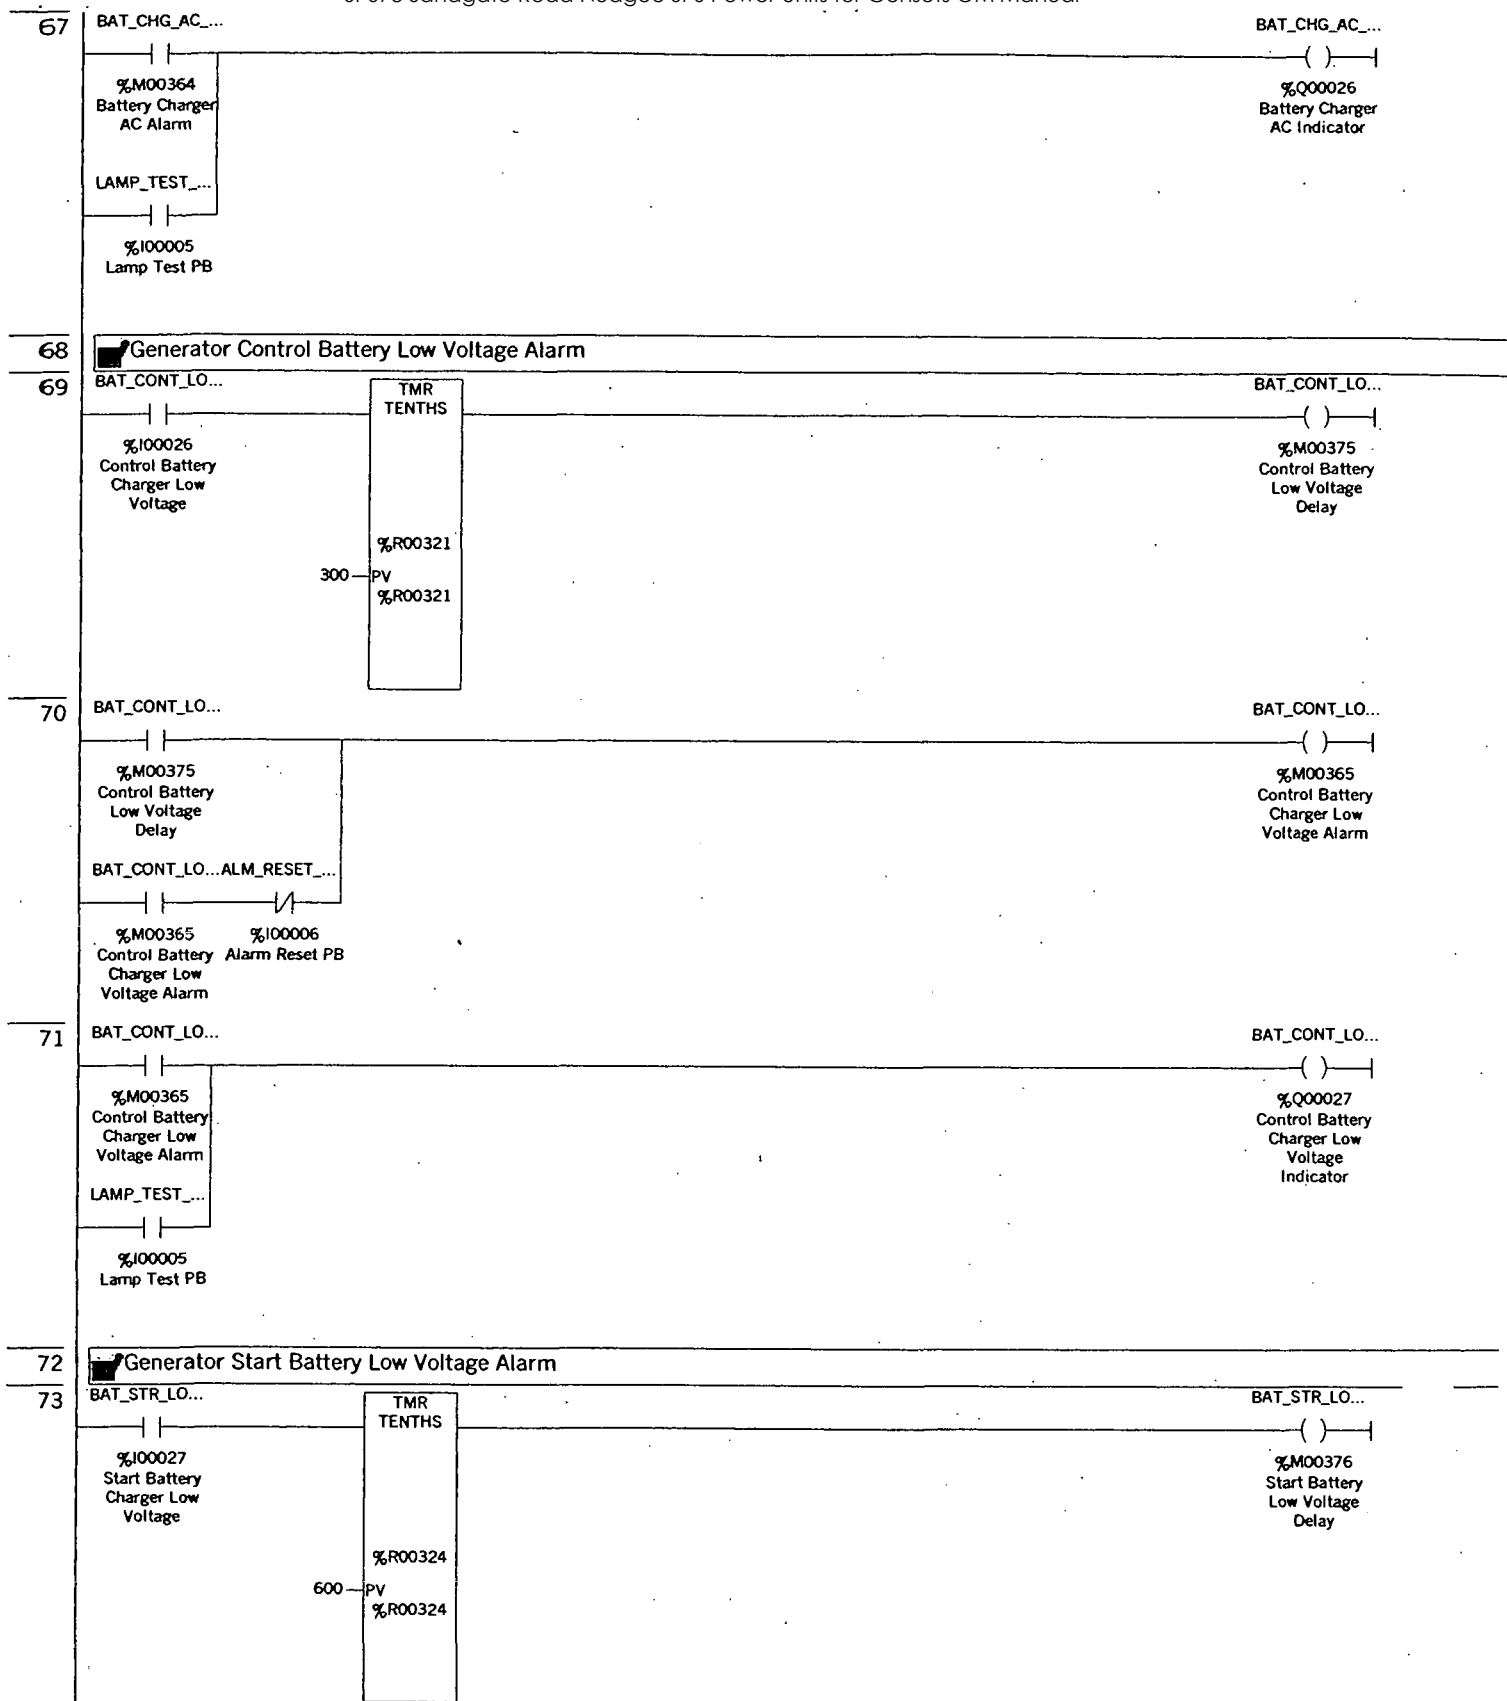 67
BAT_CHG_AC_...
BAT_CHG_AC_...
%M00364
Battery Charger
AC Alarm
%Q00026
Battery Charger
AC Indicator
LAMP_TEST_...
%I00005
Lamp Test PB
68
Generator Control Battery Low Voltage Alarm
69
BAT_CONT_LO...
TMR
TENTHS
BAT_CONT_LO...
%I00026
Control Battery
Charger Low
Voltage
%M00375
Control Battery
Low Voltage
Delay
%R00321
300
PV
%R00321
70
BAT_CONT_LO...
BAT_CONT_LO...
%M00375
Control Battery
Low Voltage
Delay
%M00365
Control Battery
Charger Low
Voltage Alarm
BAT_CONT_LO...ALM_RESET_...
%M00365
Control Battery
Charger Low
Voltage Alarm
%I00006
Alarm Reset PB
71
BAT_CONT_LO...
BAT_CONT_LO...
%M00365
Control Battery
Charger Low
Voltage Alarm
%Q00027
Control Battery
Charger Low
Voltage
Indicator
LAMP_TEST_...
%I00005
Lamp Test PB
72
Generator Start Battery Low Voltage Alarm
73
BAT_STR_LO...
TMR
TENTHS
BAT_STR_LO...
%I00027
Start Battery
Charger Low
Voltage
%M00376
Start Battery
Low Voltage
Delay
%R00324
600
PV
%R00324